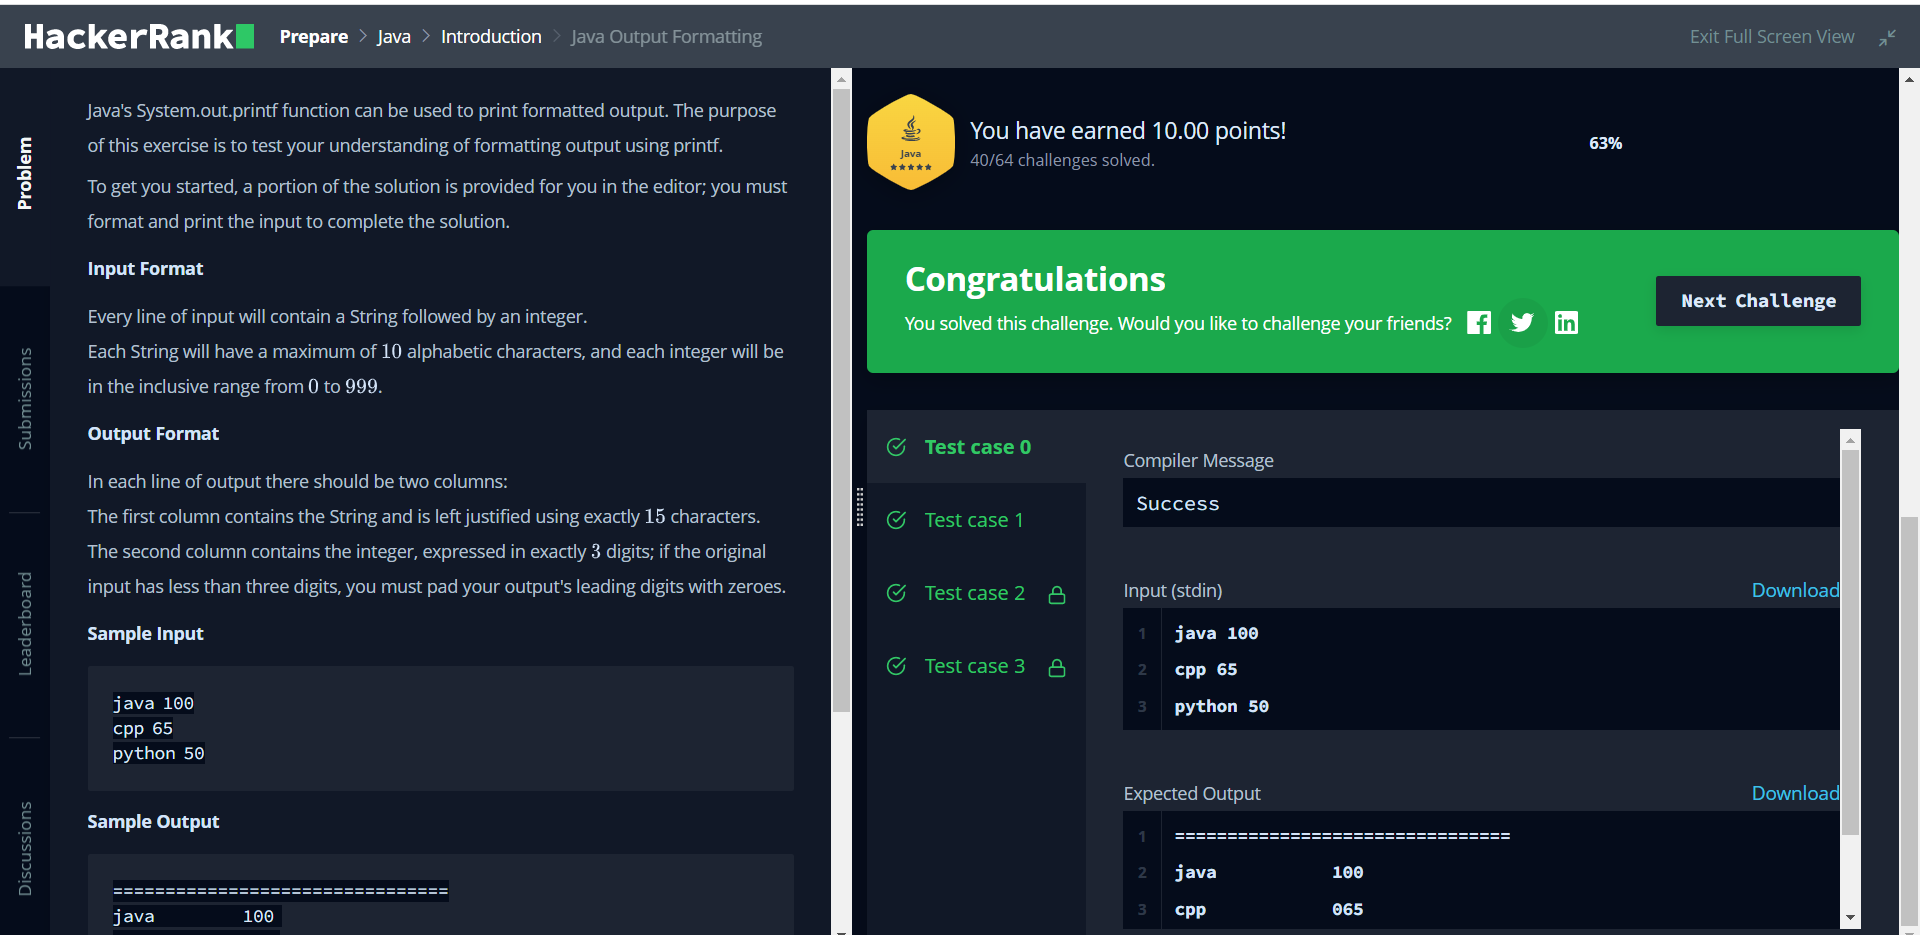 HackerRank Prepare > Java > Introduction > Java Output Formatting Exit Full Screen View
Problem
Submissions
Leaderboard
Discussions
Java's System.out.printf function can be used to print formatted output. The purpose
of this exercise is to test your understanding of formatting output using printf.
To get you started, a portion of the solution is provided for you in the editor; you must
format and print the input to complete the solution.
Input Format
Every line of input will contain a String followed by an integer.
Each String will have a maximum of 10 alphabetic characters, and each integer will be
in the inclusive range from 0 to 999.
Output Format
In each line of output there should be two columns:
The first column contains the String and is left justified using exactly 15 characters.
The second column contains the integer, expressed in exactly 3 digits; if the original
input has less than three digits, you must pad your output's leading digits with zeroes.
Sample Input
java 100
cpp 65
python 50
Sample Output
================================
java 100
Java
You have earned 10.00 points!
40/64 challenges solved.
63%
Congratulations
You solved this challenge. Would you like to challenge your friends?
Next Challenge
Test case 0
Test case 1
Test case 2
Test case 3
Compiler Message
Success
Input (stdin) Download
1 java 100
2 cpp 65
3 python 50
Expected Output Download
1 ================================
2 java 100
3 cpp 065